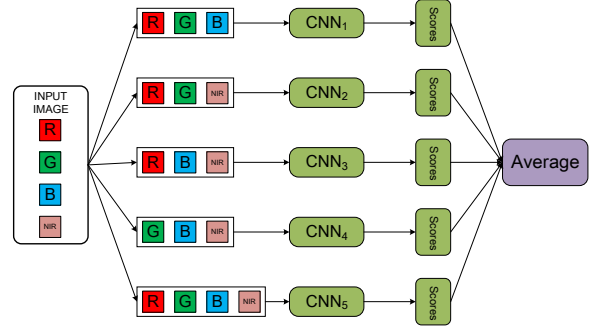 INPUT
IMAGE
R
G
B
NIR
R G B CNN₁ Scores
R G NIR CNN₂ Scores
R B NIR CNN₃ Scores
G B NIR CNN₄ Scores
R G B NIR CNN₅ Scores
Average